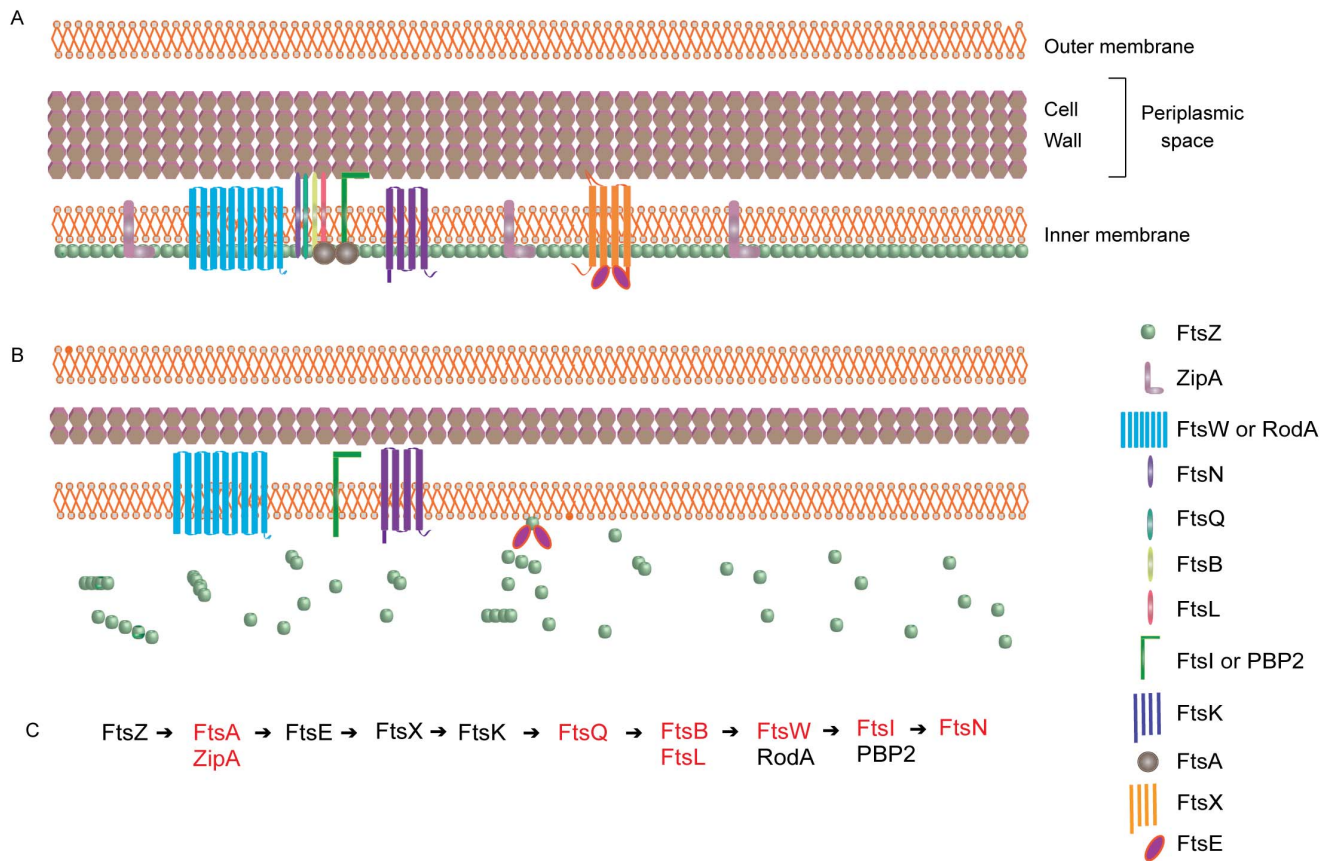 A
Outer membrane
Cell
Wall
Periplasmic
space
Inner membrane
B
FtsZ
ZipA
FtsW or RodA
FtsN
FtsQ
FtsB
FtsL
FtsI or PBP2
FtsK
FtsA
FtsX
FtsE
C
FtsZ → FtsA → FtsE → FtsX → FtsK → FtsQ → FtsB → FtsW → FtsI → FtsN
ZipA FtsL RodA PBP2